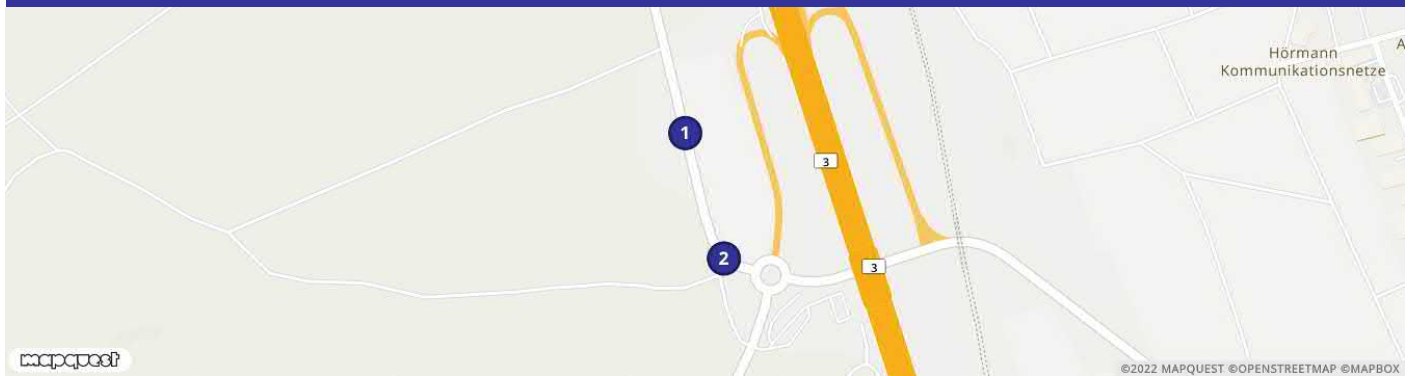 Hörmann
Kommunikationsnetze
A
1
3
2
3
mapquest
©2022 MAPQUEST ©OPENSTREETMAP ©MAPBOX